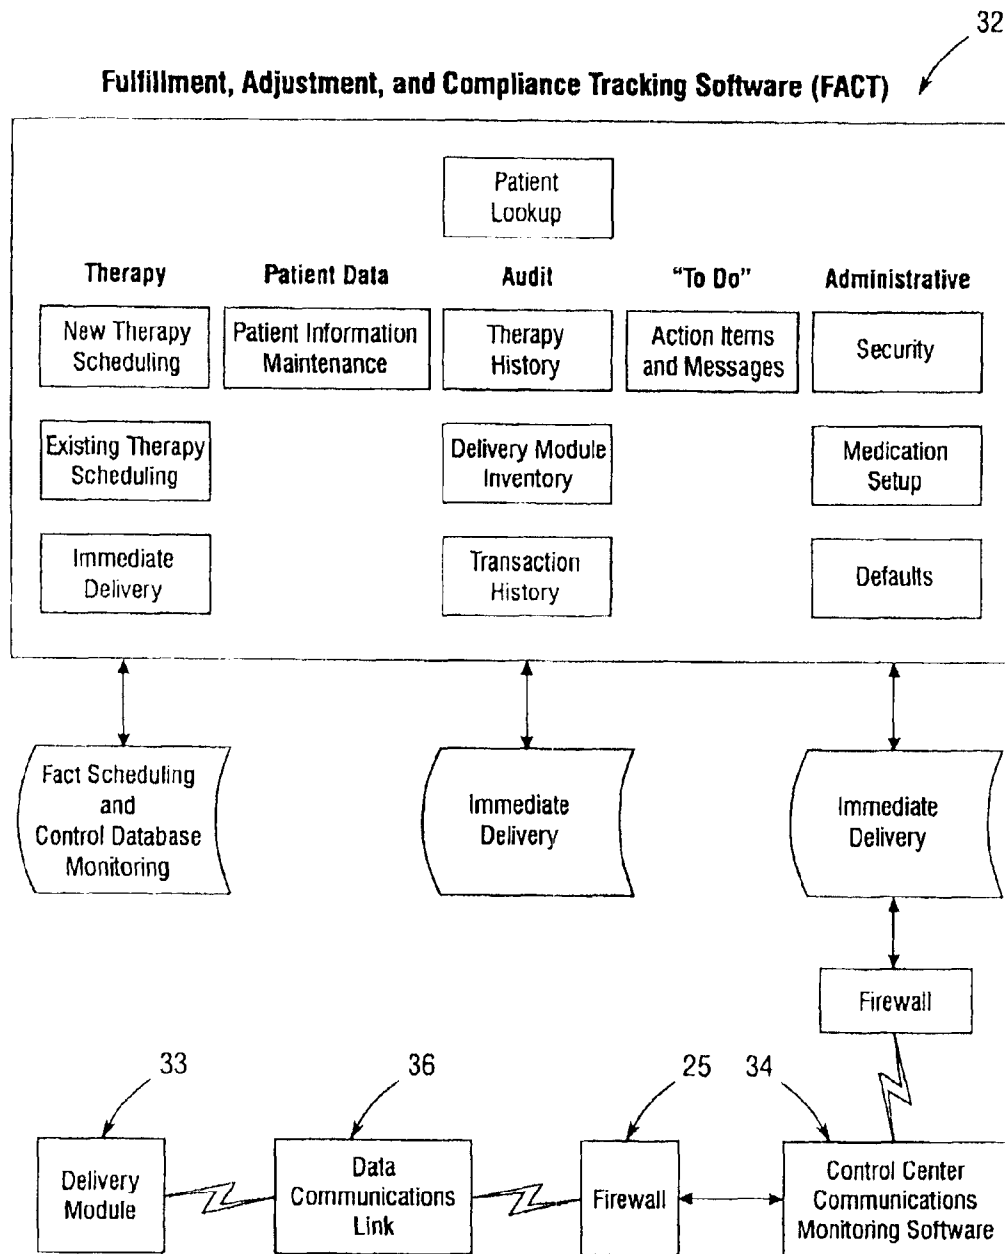 32
Fulfillment, Adjustment, and Compliance Tracking Software (FACT)
Patient
Lookup
Therapy
Patient Data
Audit
"To Do"
Administrative
New Therapy
Scheduling
Patient Information
Maintenance
Therapy
History
Action Items
and Messages
Security
Existing Therapy
Scheduling
Delivery Module
Inventory
Medication
Setup
Immediate
Delivery
Transaction
History
Defaults
Fact Scheduling
and
Control Database
Monitoring
Immediate
Delivery
Immediate
Delivery
Firewall
33
36
25
34
Delivery
Module
Data
Communications
Link
Firewall
Control Center
Communications
Monitoring Software